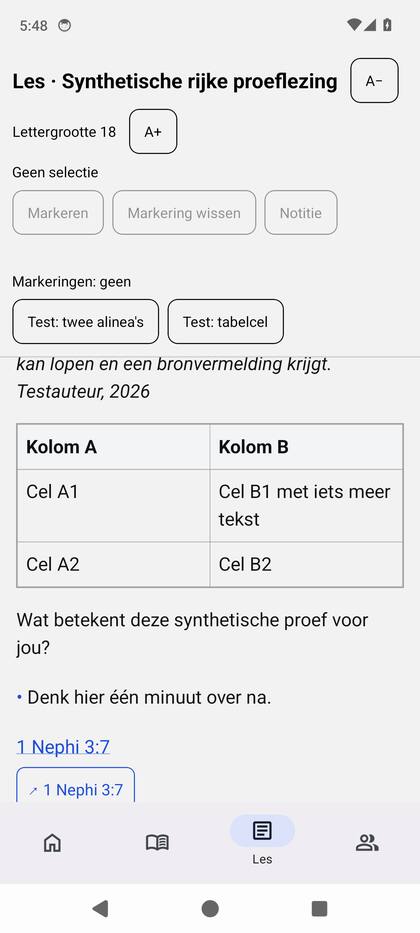 5:48
Les · Synthetische rijke proeflezing
A−
Lettergrootte 18
A+
Geen selectie
Markeren
Markering wissen
Notitie
Markeringen: geen
Test: twee alinea's
Test: tabelcel
kan lopen en een bronvermelding krijgt.
Testauteur, 2026
Kolom A
Kolom B
Cel A1
Cel B1 met iets meer
tekst
Cel A2
Cel B2
Wat betekent deze synthetische proef voor
jou?
• Denk hier één minuut over na.
1 Nephi 3:7
↗ 1 Nephi 3:7
Les